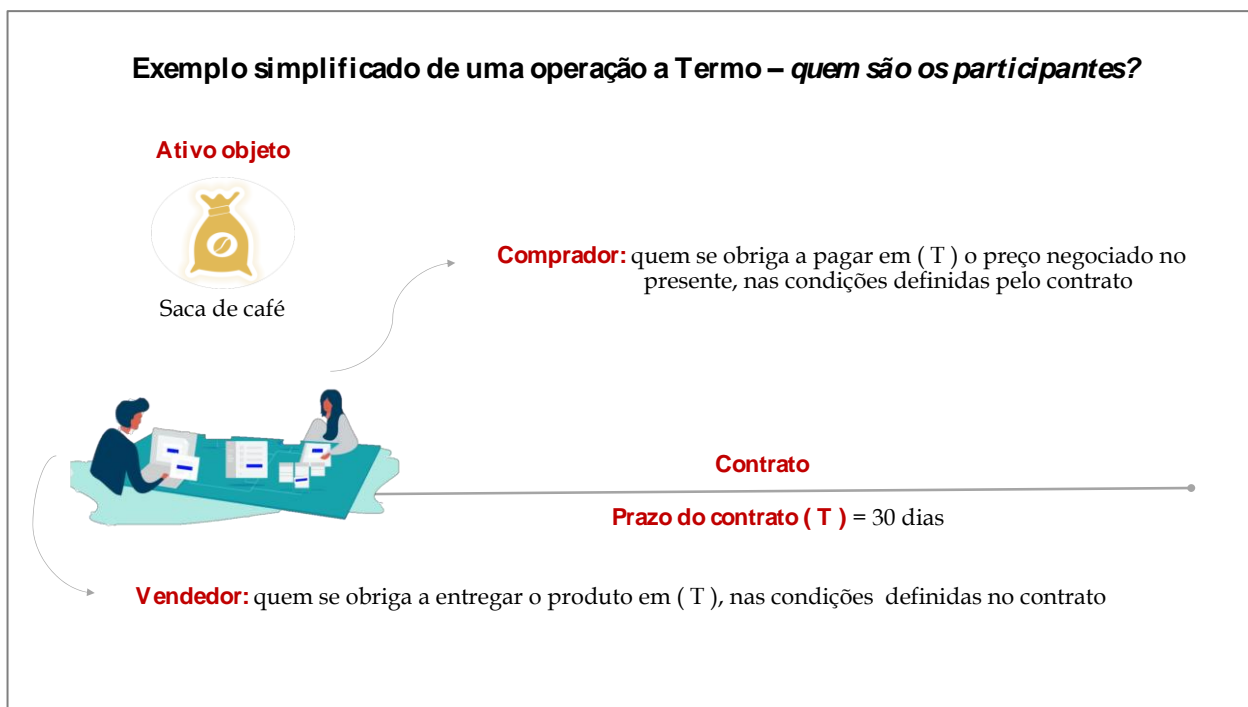 Exemplo simplificado de uma operação a Termo – quem são os participantes?
Ativo objeto
Saca de café
Comprador: quem se obriga a pagar em ( T ) o preço negociado no
presente, nas condições definidas pelo contrato
Contrato
Prazo do contrato ( T ) = 30 dias
Vendedor: quem se obriga a entregar o produto em ( T ), nas condições definidas no contrato